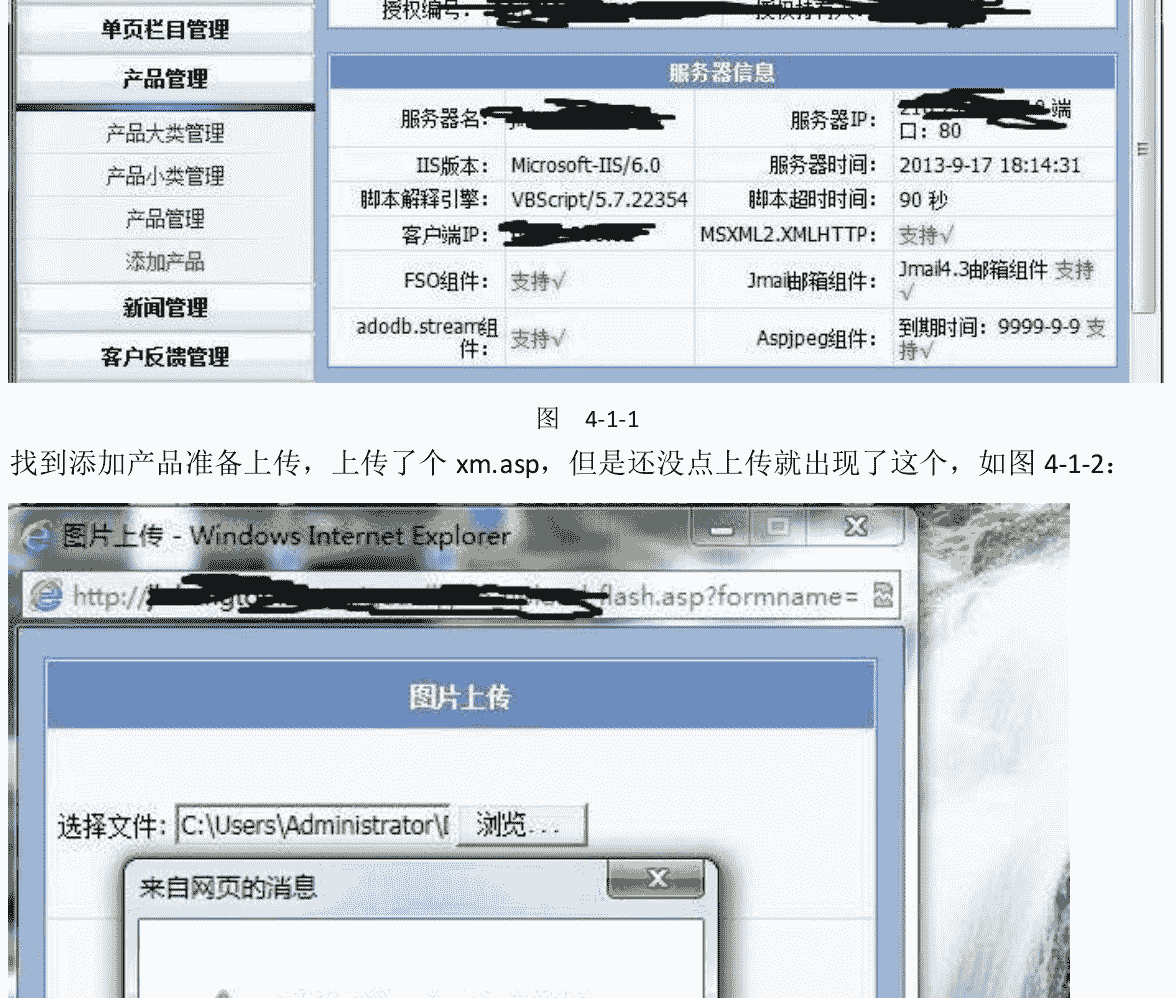 授权编号: 授权持有人:
单页栏目管理
产品管理
服务器信息
产品大类管理
服务器名: 服务器IP: 端口: 80
产品小类管理
IIS版本: Microsoft-IIS/6.0 服务器时间: 2013-9-17 18:14:31
脚本解释引擎: VBScript/5.7.22354 脚本超时时间: 90 秒
产品管理
客户端IP: MSXML2.XMLHTTP: 支持√
添加产品
FSO组件: 支持√ Jmail邮箱组件: Jmail4.3邮箱组件 支持√
新闻管理
adodb.stream组件: 支持√ Aspjpeg组件: 到期时间: 9999-9-9 支持√
客户反馈管理
图 4-1-1
找到添加产品准备上传，上传了个 xm.asp，但是还没点上传就出现了这个，如图 4-1-2：
图片上传 - Windows Internet Explorer
http:// flash.asp?formname=
图片上传
选择文件: C:\Users\Administrator\ 浏览...
来自网页的消息